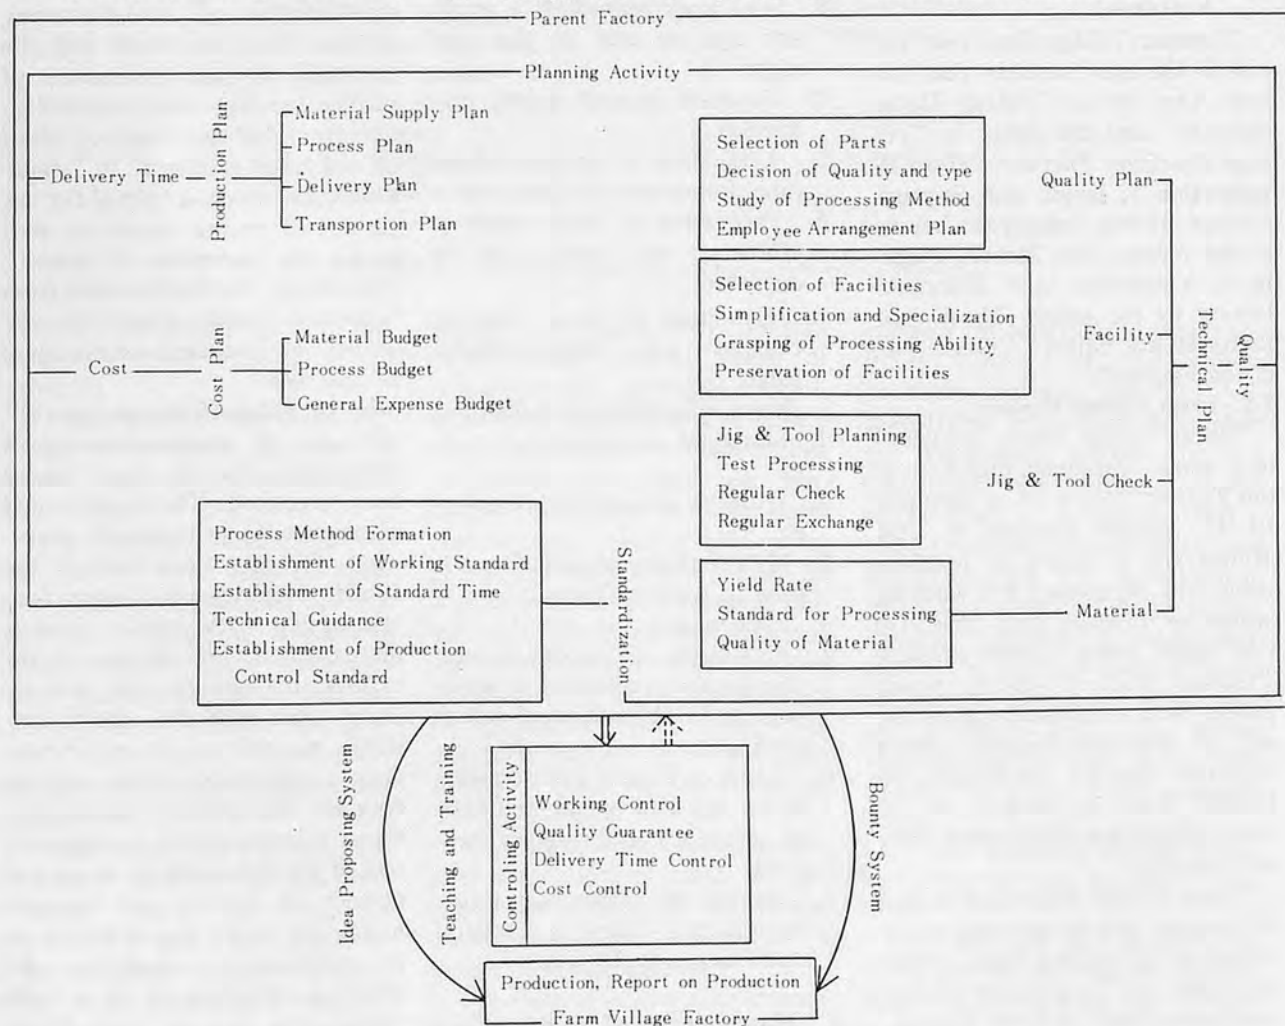 Parent Factory
Planning Activity
Delivery Time
Production Plan
Material Supply Plan
Process Plan
Delivery Plan
Transportion Plan
Cost
Cost Plan
Material Budget
Process Budget
General Expense Budget
Process Method Formation
Establishment of Working Standard
Establishment of Standard Time
Technical Guidance
Establishment of Production
Control Standard
Standardization
Selection of Parts
Decision of Quality and type
Study of Processing Method
Employee Arrangement Plan
Quality Plan
Selection of Facilities
Simplification and Specialization
Grasping of Processing Ability
Preservation of Facilities
Facility
Technical Plan
Quality
Jig & Tool Planning
Test Processing
Regular Check
Regular Exchange
Jig & Tool Check
Yield Rate
Standard for Processing
Quality of Material
Material
Idea Proposing System
Teaching and Training
Controling Activity
Working Control
Quality Guarantee
Delivery Time Control
Cost Control
Bounty System
Production, Report on Production
Farm Village Factory